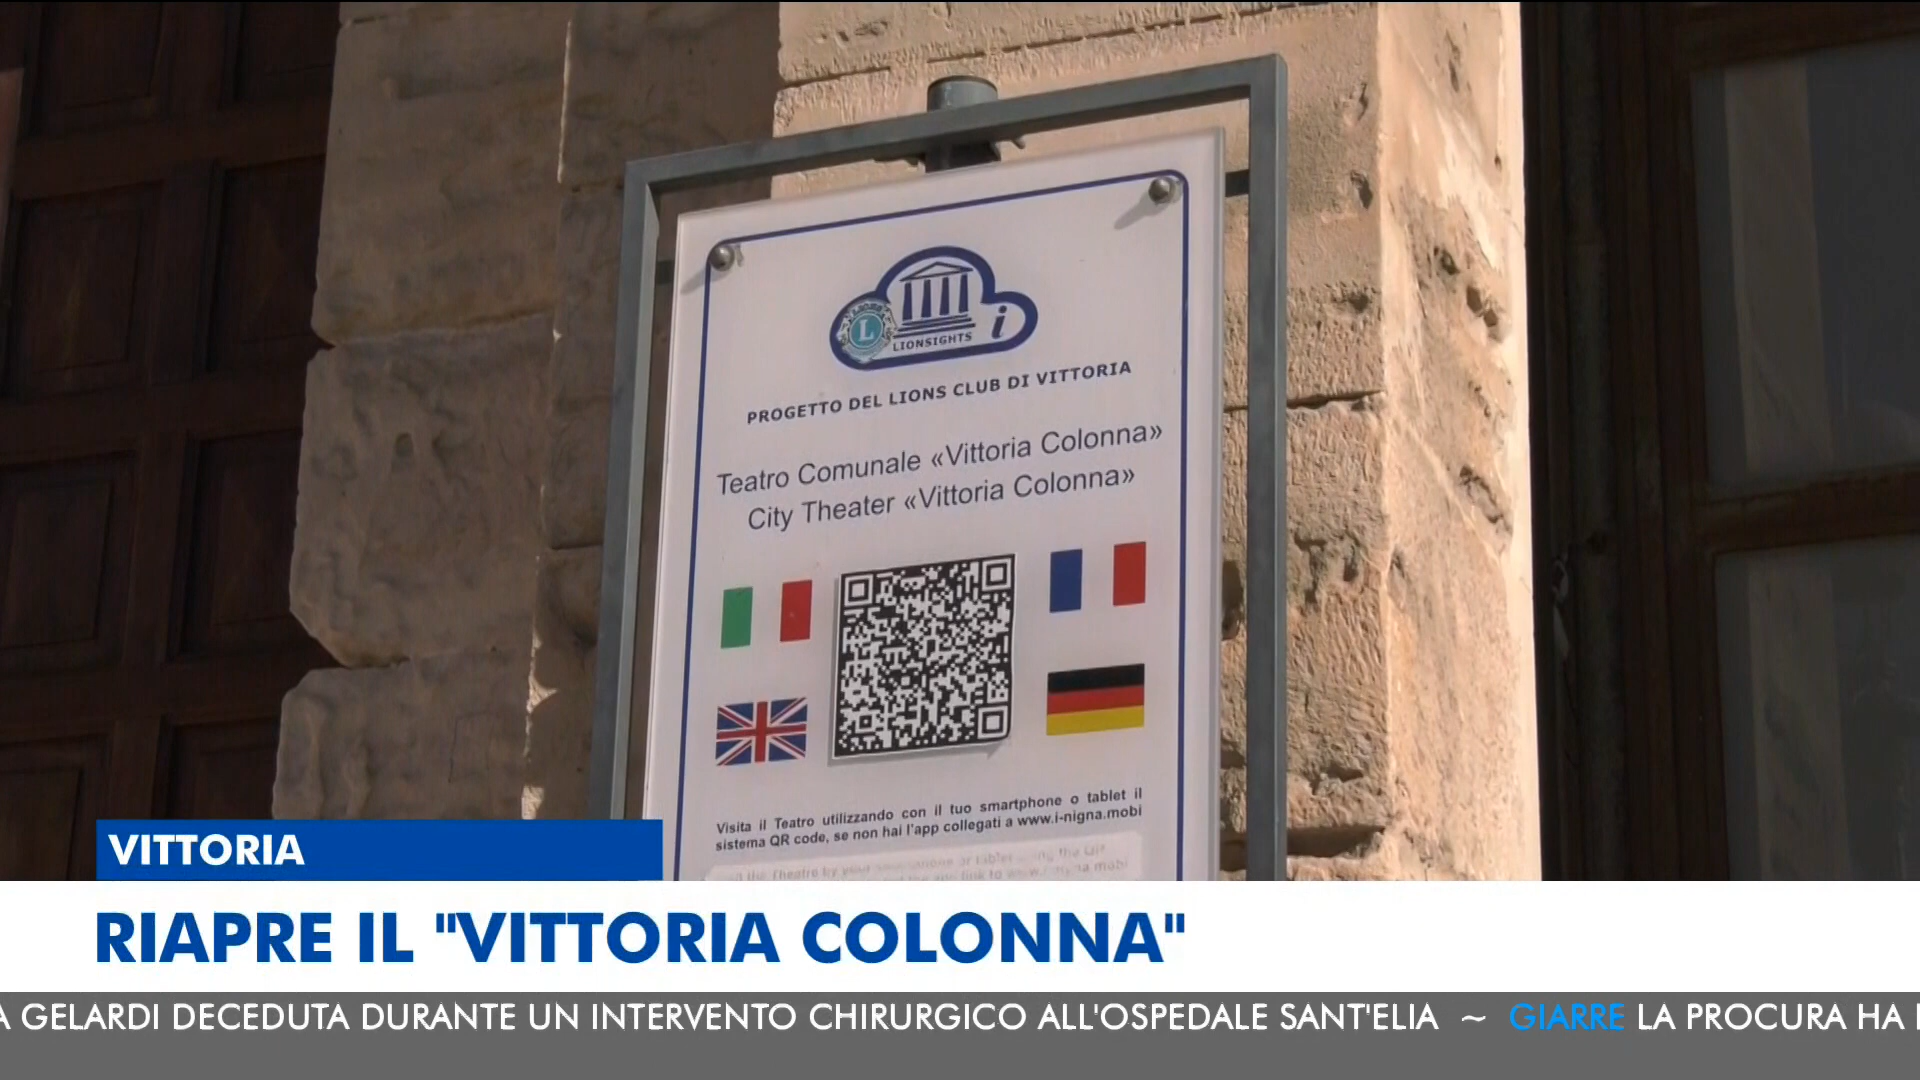 LIONS
L
LIONSIGHTS
i
PROGETTO DEL LIONS CLUB DI VITTORIA
Teatro Comunale «Vittoria Colonna»
City Theater «Vittoria Colonna»
Visita il Teatro utilizzando con il tuo smartphone o tablet il
sistema QR code, se non hai l'app collegati a www.i-nigna.mobi
VITTORIA
RIAPRE IL "VITTORIA COLONNA"
A GELARDI DECEDUTA DURANTE UN INTERVENTO CHIRURGICO ALL'OSPEDALE SANT'ELIA ~ GIARRE LA PROCURA HA